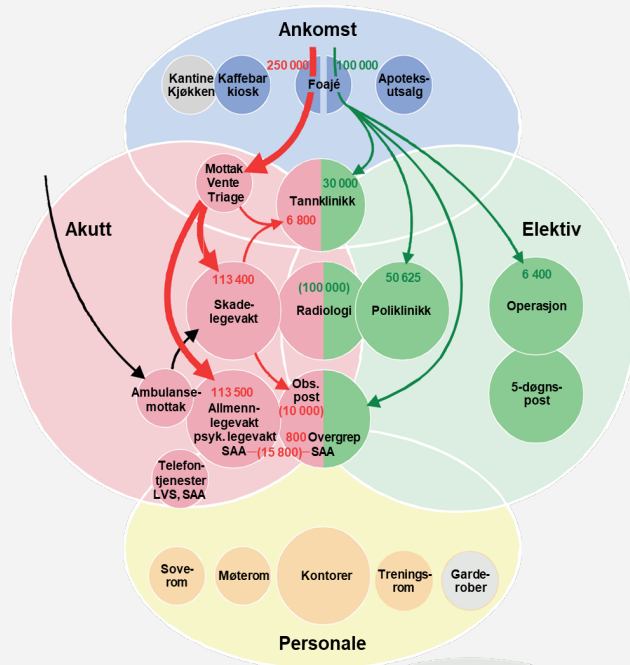 Ankomst
250 000
100 000
Kantine
Kjøkken
Kaffebar
kiosk
Foajé
Apoteks-
utsalg
Mottak
Vente
Triage
30 000
Tannklinikk
6 800
Akutt
Elektiv
113 400
Skade-
legevakt
(100 000)
Radiologi
50 625
Poliklinikk
6 400
Operasjon
Ambulanse-
mottak
113 500
Allmenn-
legevakt
psyk. legevakt
SAA
Obs.
post
(10 000)
800 Overgrep
(15 800)
SAA
5-døgns-
post
Telefon-
tjenester
LVS, SAA
Sove-
rom
Møterom
Kontorer
Trenings-
rom
Garde-
rober
Personale